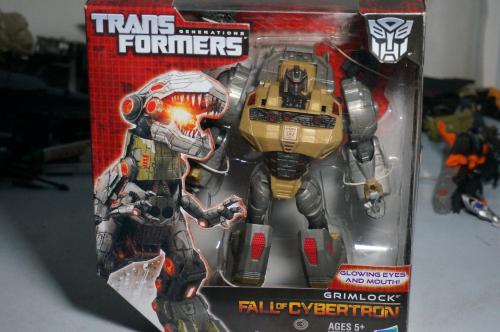 TRANSFORMERS
GENERATIONS
GLOWING EYES
AND MOUTH!
GRIMLOCK
FALL OF CYBERTRON
AGES 5+